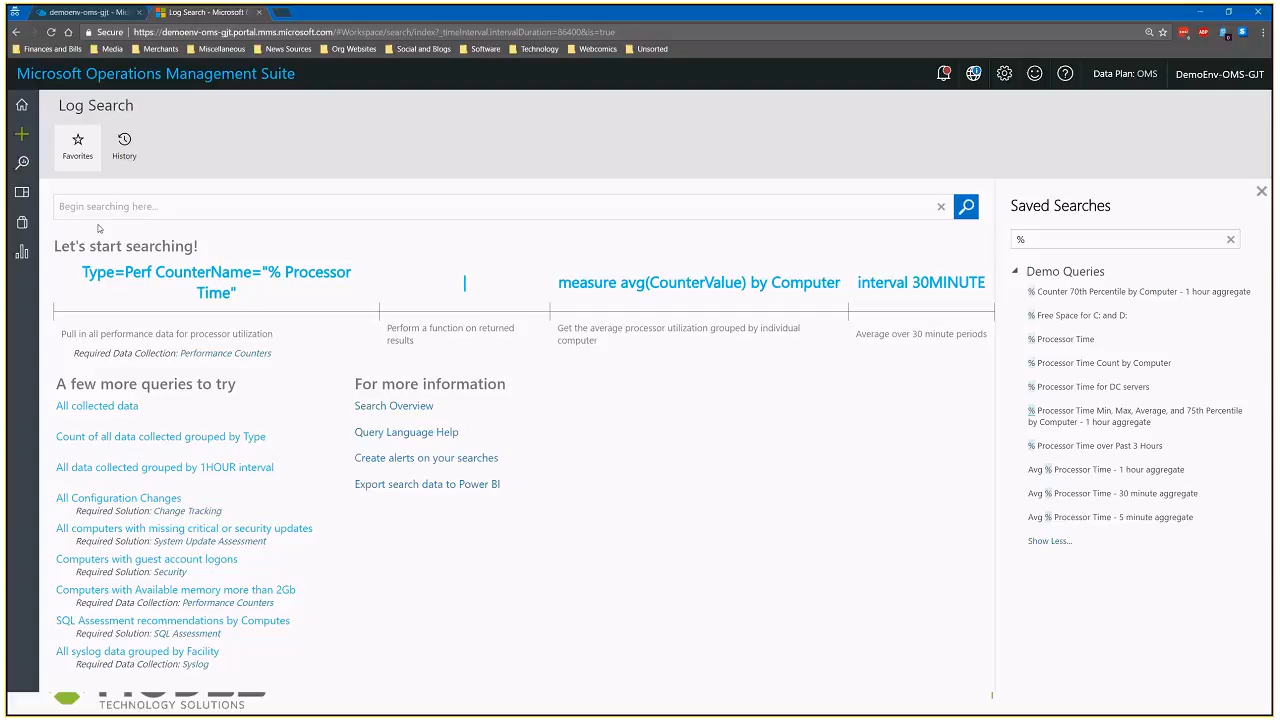 demoenv-oms-gjt - Mic
Log Search - Microsoft
Secure
https://demoenv-oms-gjt.portal.mms.microsoft.com/#Workspace/search/index?_timeInterval.intervalDuration=86400&is=true
Finances and Bills
Media
Merchants
Miscellaneous
News Sources
Org Websites
Social and Blogs
Software
Technology
Webcomics
Unsorted
Microsoft Operations Management Suite
Data Plan: OMS
DemoEnv-OMS-GJT
Log Search
Favorites
History
Begin searching here...
Let's start searching!
Type=Perf CounterName="% Processor
Time"
|
measure avg(CounterValue) by Computer
interval 30MINUTE
Pull in all performance data for processor utilization
Required Data Collection: Performance Counters
Perform a function on returned
results
Get the average processor utilization grouped by individual
computer
Average over 30 minute periods
A few more queries to try
All collected data
Count of all data collected grouped by Type
All data collected grouped by 1HOUR interval
All Configuration Changes
Required Solution: Change Tracking
All computers with missing critical or security updates
Required Solution: System Update Assessment
Computers with guest account logons
Required Solution: Security
Computers with Available memory more than 2Gb
Required Data Collection: Performance Counters
SQL Assessment recommendations by Computes
Required Solution: SQL Assessment
All syslog data grouped by Facility
Required Data Collection: Syslog
For more information
Search Overview
Query Language Help
Create alerts on your searches
Export search data to Power BI
Saved Searches
%
Demo Queries
% Counter 70th Percentile by Computer - 1 hour aggregate
% Free Space for C: and D:
% Processor Time
% Processor Time Count by Computer
% Processor Time for DC servers
% Processor Time Min, Max, Average, and 75th Percentile
by Computer - 1 hour aggregate
% Processor Time over Past 3 Hours
Avg % Processor Time - 1 hour aggregate
Avg % Processor Time - 30 minute aggregate
Avg % Processor Time - 5 minute aggregate
Show Less...
TECHNOLOGY SOLUTIONS